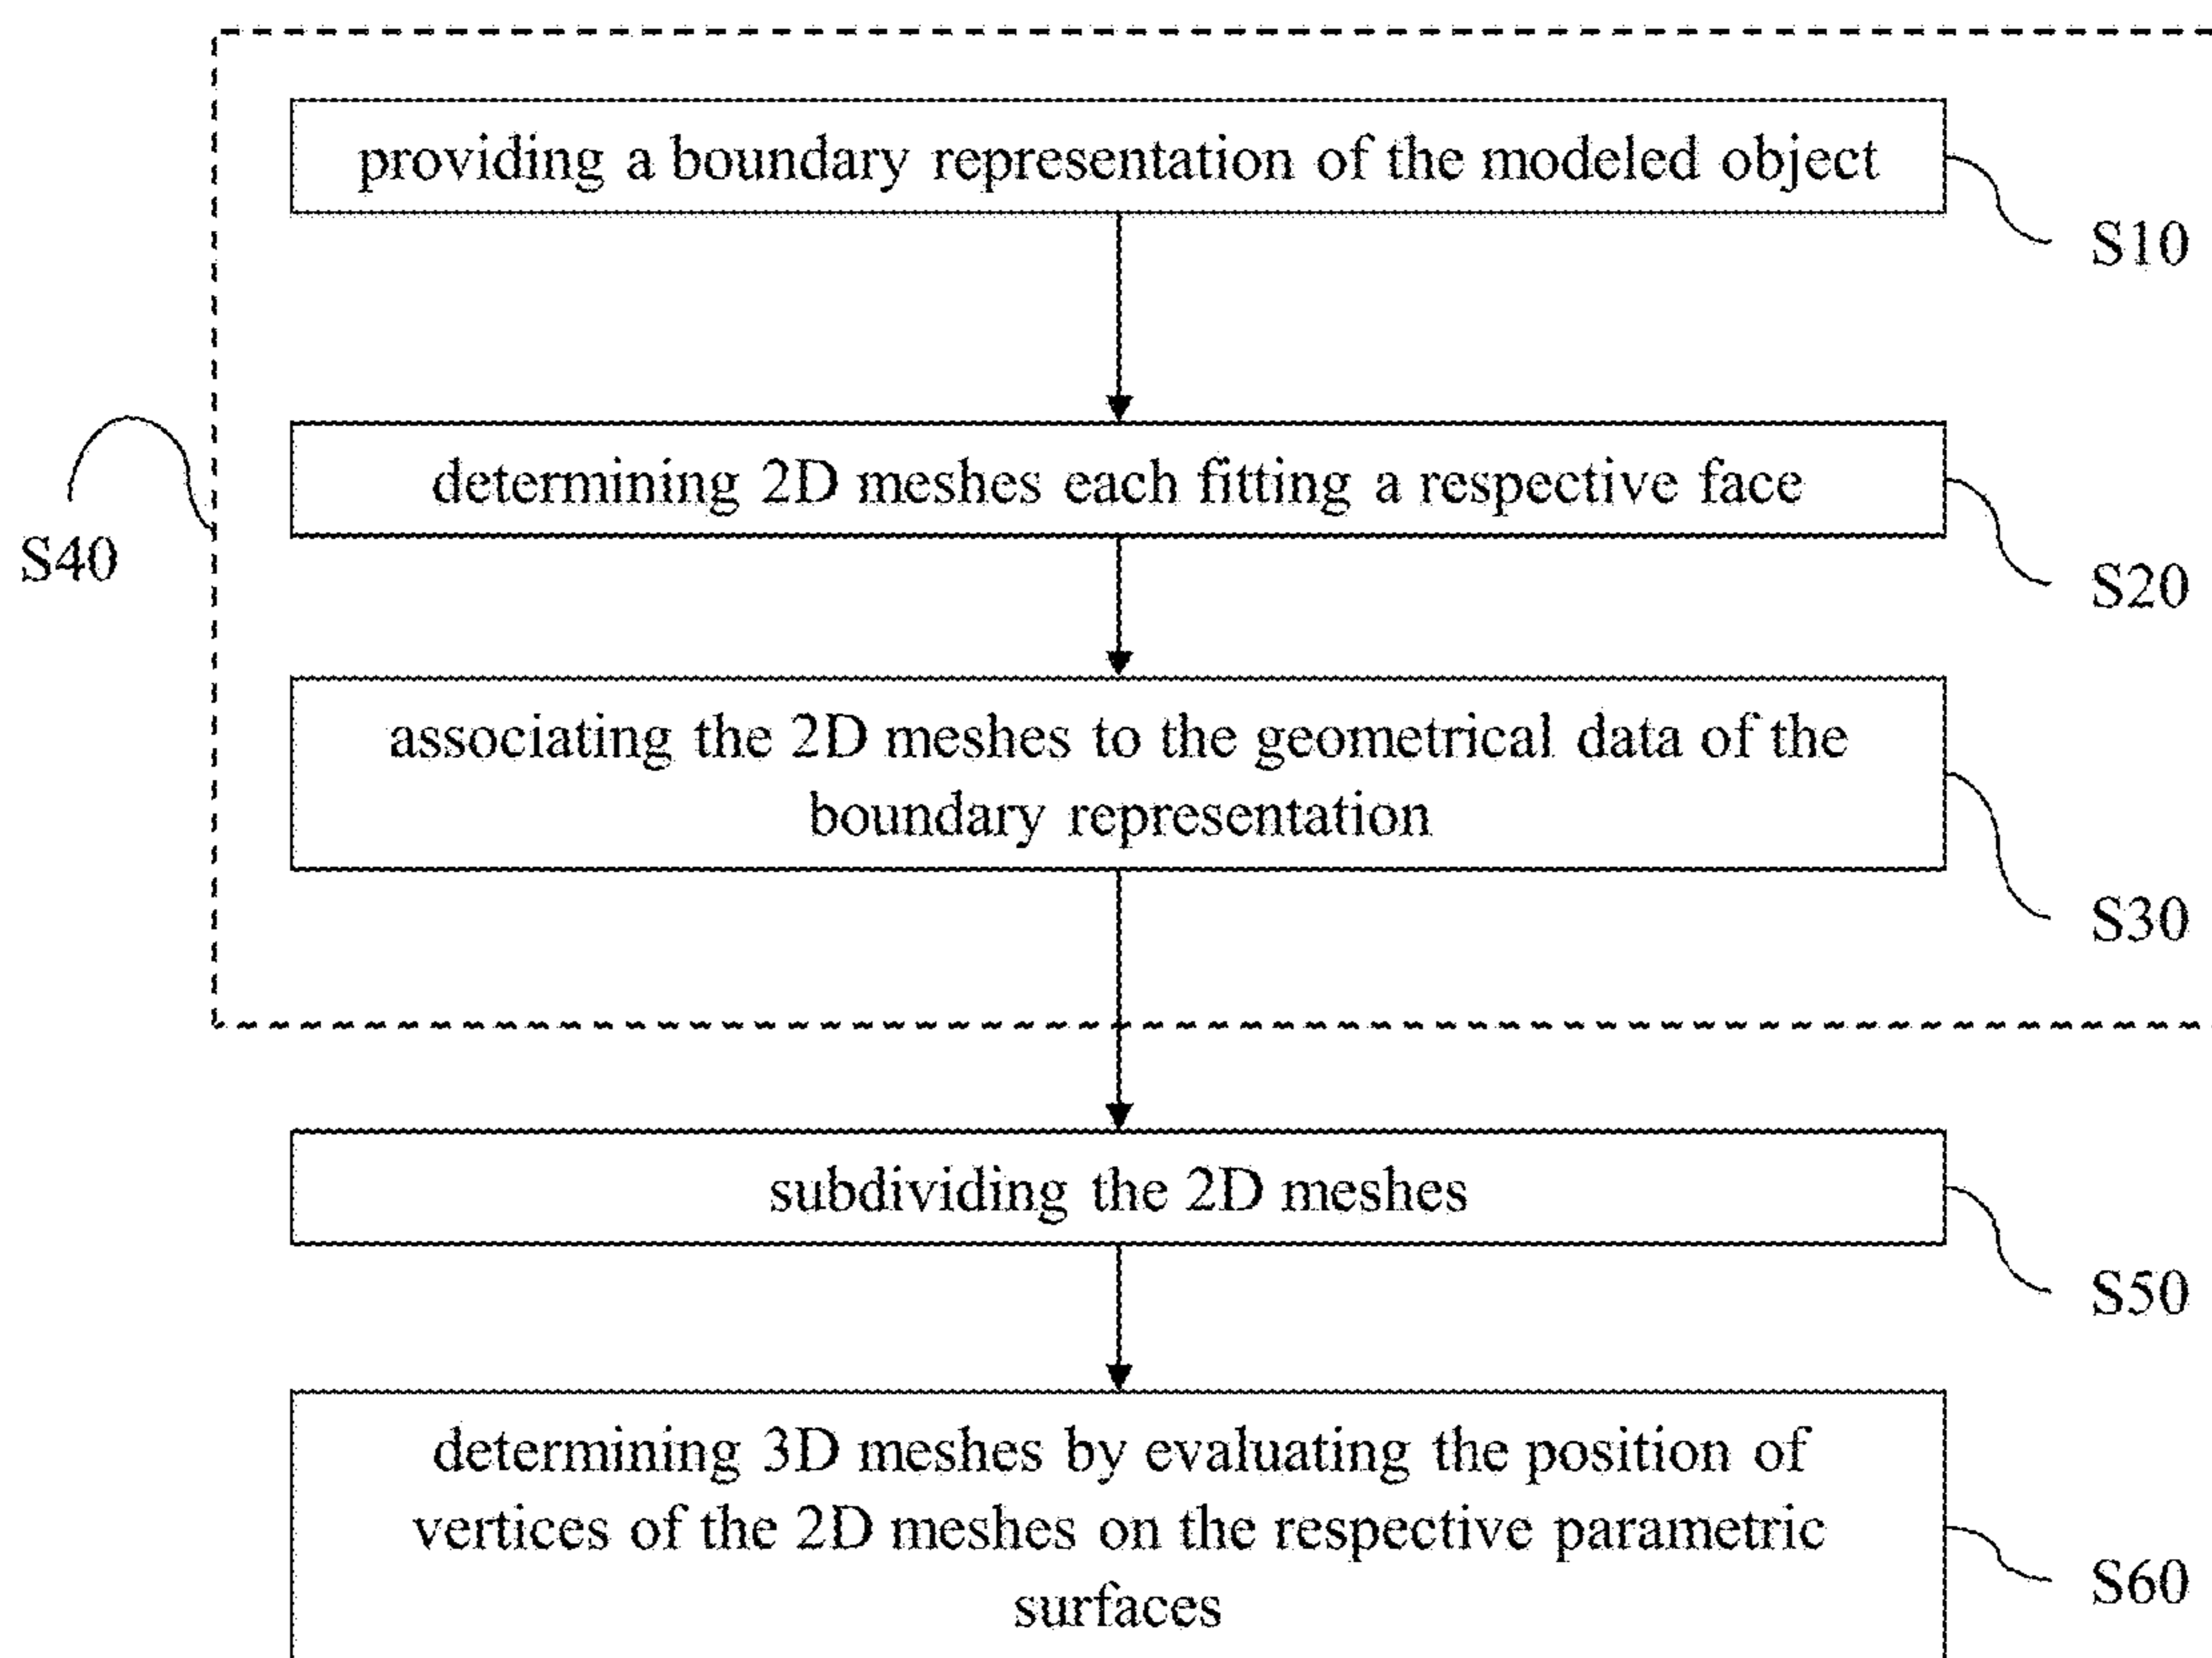 providing a boundary representation of the modeled object
S10
determining 2D meshes each fitting a respective face
S40
S20
associating the 2D meshes to the geometrical data of the
boundary representation
S30
subdividing the 2D meshes
S50
determining 3D meshes by evaluating the position of
vertices of the 2D meshes on the respective parametric
surfaces
S60